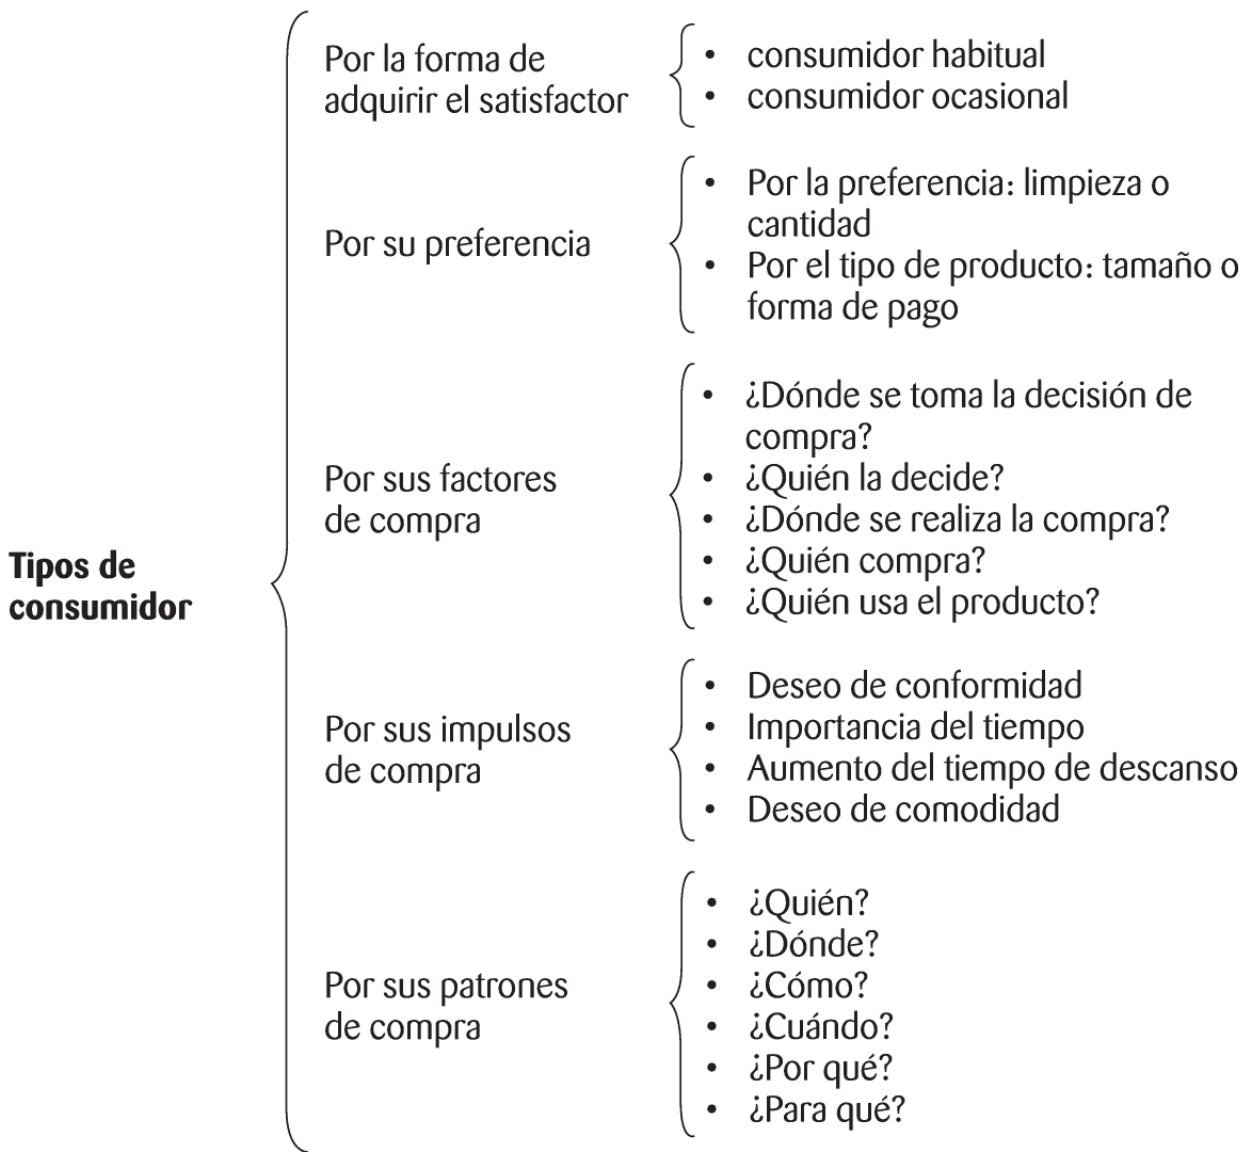 Por la forma de
adquirir el satisfactor
• consumidor habitual
• consumidor ocasional
Por su preferencia
• Por la preferencia: limpieza o
cantidad
• Por el tipo de producto: tamaño o
forma de pago
Por sus factores
de compra
• ¿Dónde se toma la decisión de
compra?
• ¿Quién la decide?
• ¿Dónde se realiza la compra?
• ¿Quién compra?
• ¿Quién usa el producto?
Tipos de
consumidor
Por sus impulsos
de compra
• Deseo de conformidad
• Importancia del tiempo
• Aumento del tiempo de descanso
• Deseo de comodidad
Por sus patrones
de compra
• ¿Quién?
• ¿Dónde?
• ¿Cómo?
• ¿Cuándo?
• ¿Por qué?
• ¿Para qué?